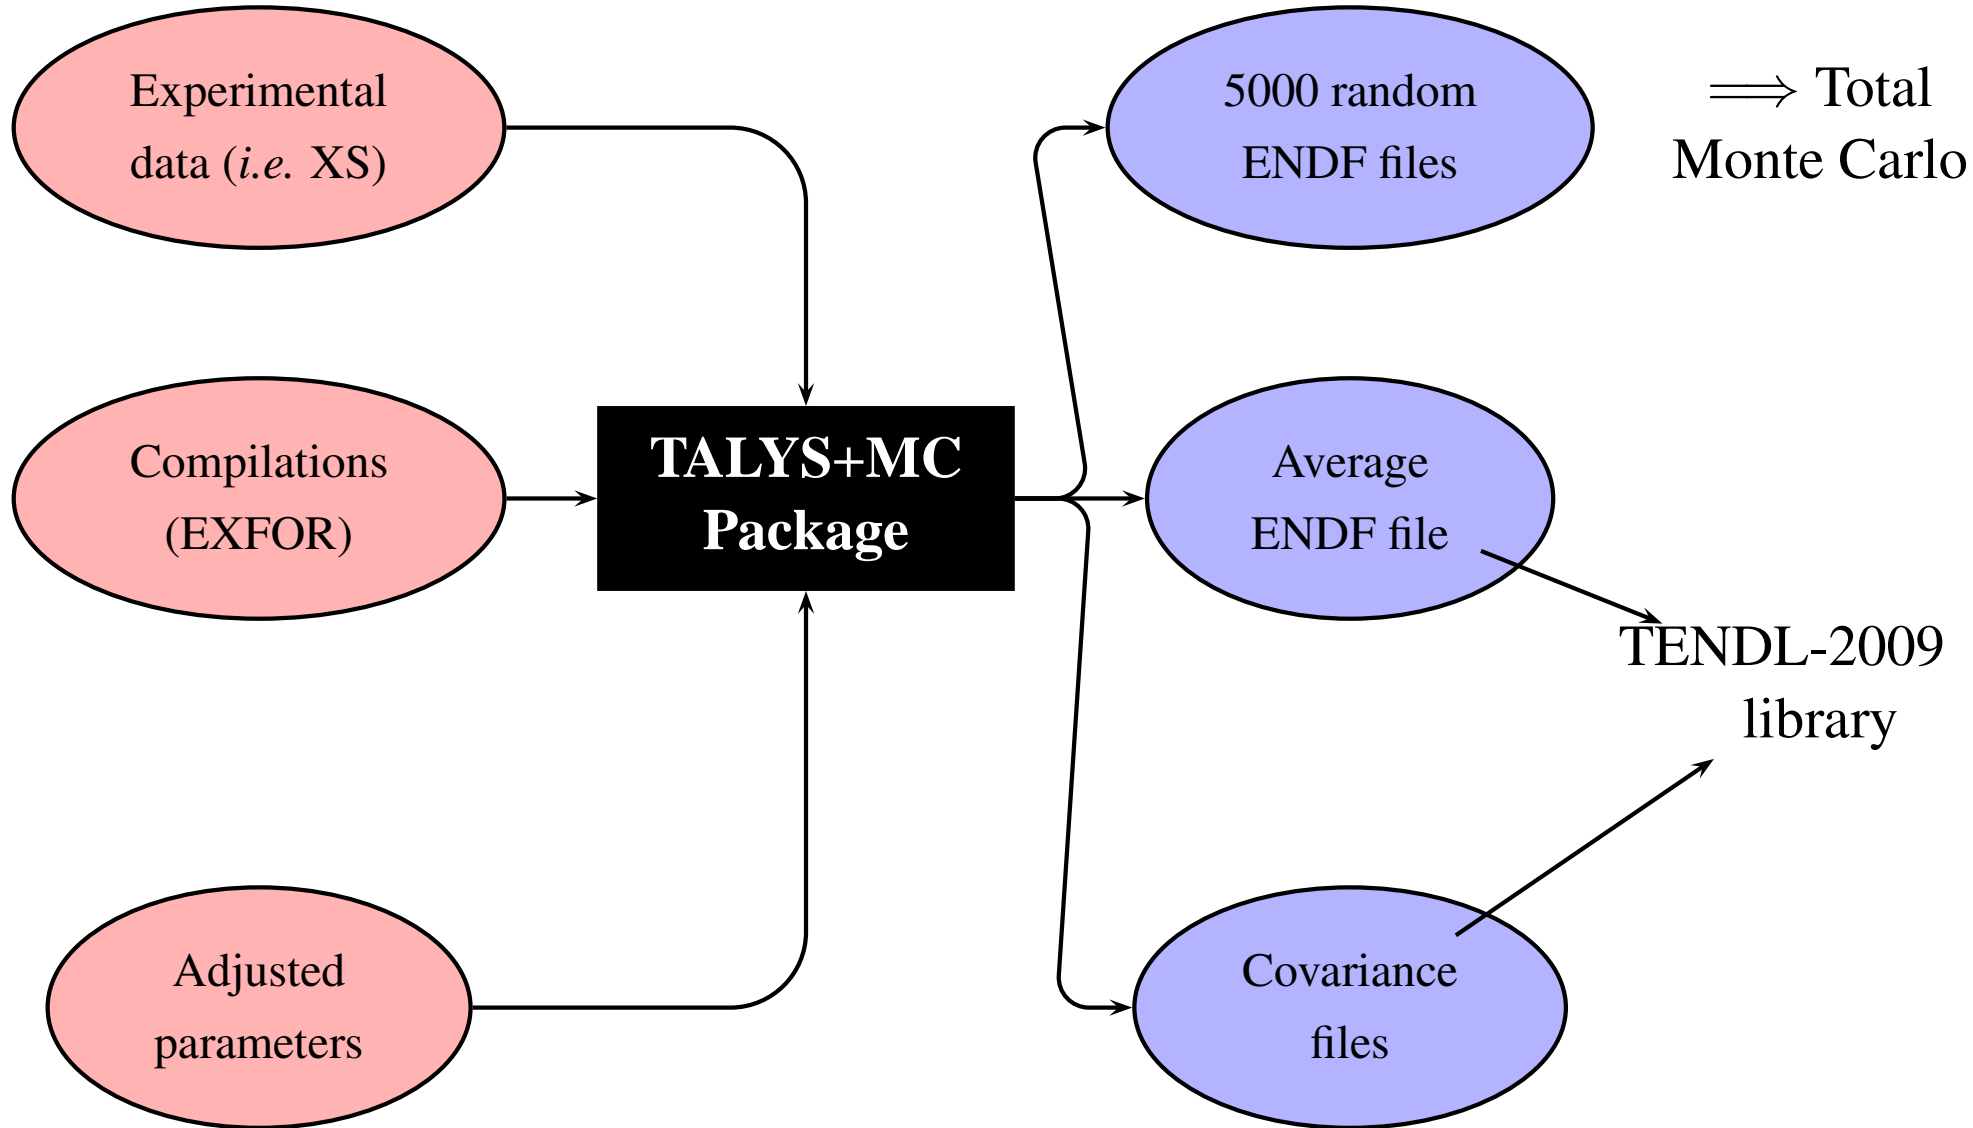 Experimental
data (i.e. XS)
Compilations
(EXFOR)
Adjusted
parameters
TALYS+MC
Package
5000 random
ENDF files
⟹ Total
Monte Carlo
Average
ENDF file
TENDL-2009
library
Covariance
files